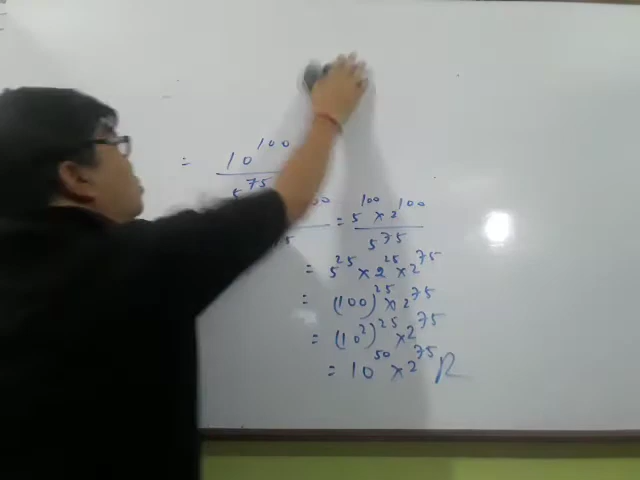 = 10^100 / 5^75
= 5^100 × 2^100 / 5^75
= 5^25 × 2^25 × 2^75
= (100)^25 × 2^75
= (10^2)^25 × 2^75
= 10^50 × 2^75